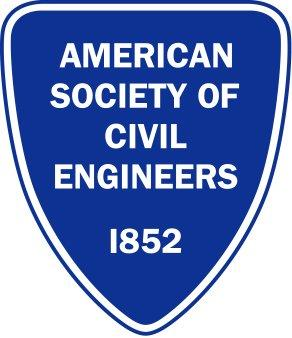 AMERICAN
SOCIETY OF
CIVIL
ENGINEERS
1852